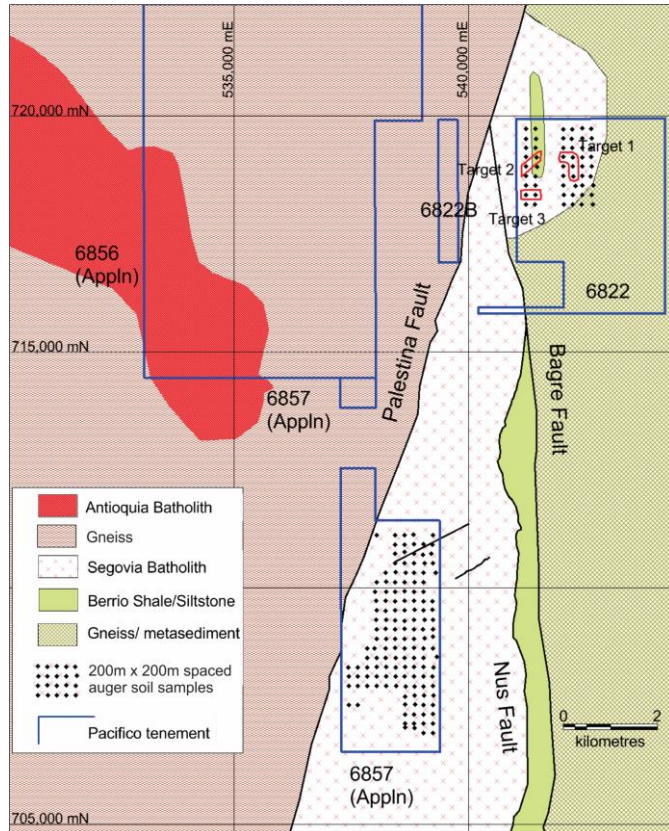 535,000 mE
540,000 mE
720,000 mN
Target 1
Target 2
6822B
Target 3
6856
(Appln)
6822
Palestina Fault
715,000 mN
Bagre Fault
6857
(Appln)
Antioquia Batholith
Gneiss
Segovia Batholith
Berrio Shale/Siltstone
Gneiss/ metasediment
200m x 200m spaced
auger soil samples
Pacifico tenement
Nus Fault
0 2
kilometres
6857
(Appln)
705,000 mN